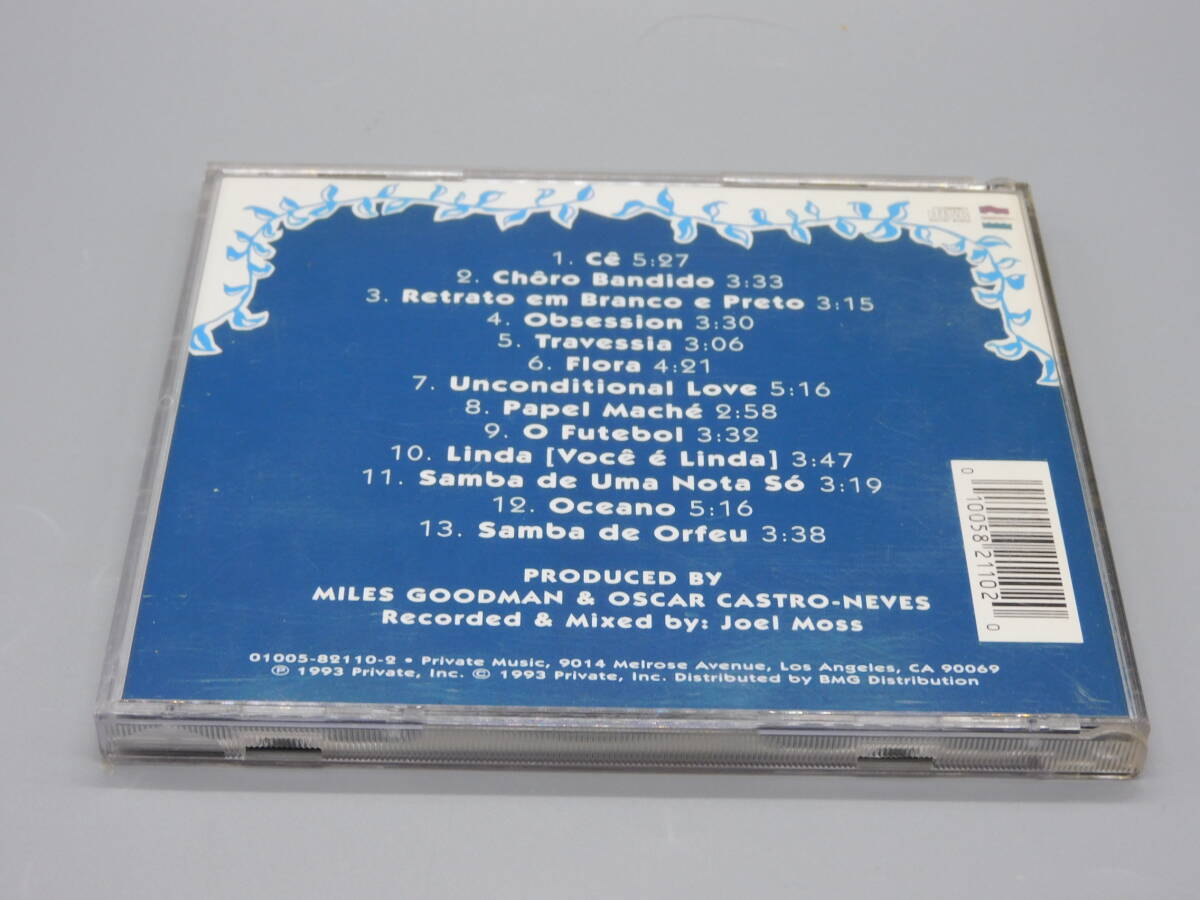 1. Cê 5:27
2. Chôro Bandido 3:33
3. Retrato em Branco e Preto 3:15
4. Obsession 3:30
5. Travessia 3:06
6. Flora 4:21
7. Unconditional Love 5:16
8. Papel Maché 2:58
9. O Futebol 3:32
10. Linda [Você é Linda] 3:47
11. Samba de Uma Nota Só 3:19
12. Oceano 5:16
13. Samba de Orfeu 3:38
PRODUCED BY
MILES GOODMAN & OSCAR CASTRO-NEVES
Recorded & Mixed by: Joel Moss
01005-82110-2 • Private Music, 9014 Melrose Avenue, Los Angeles, CA 90069
℗ 1993 Private, Inc. © 1993 Private, Inc. Distributed by BMG Distribution
0 10058 21102 0